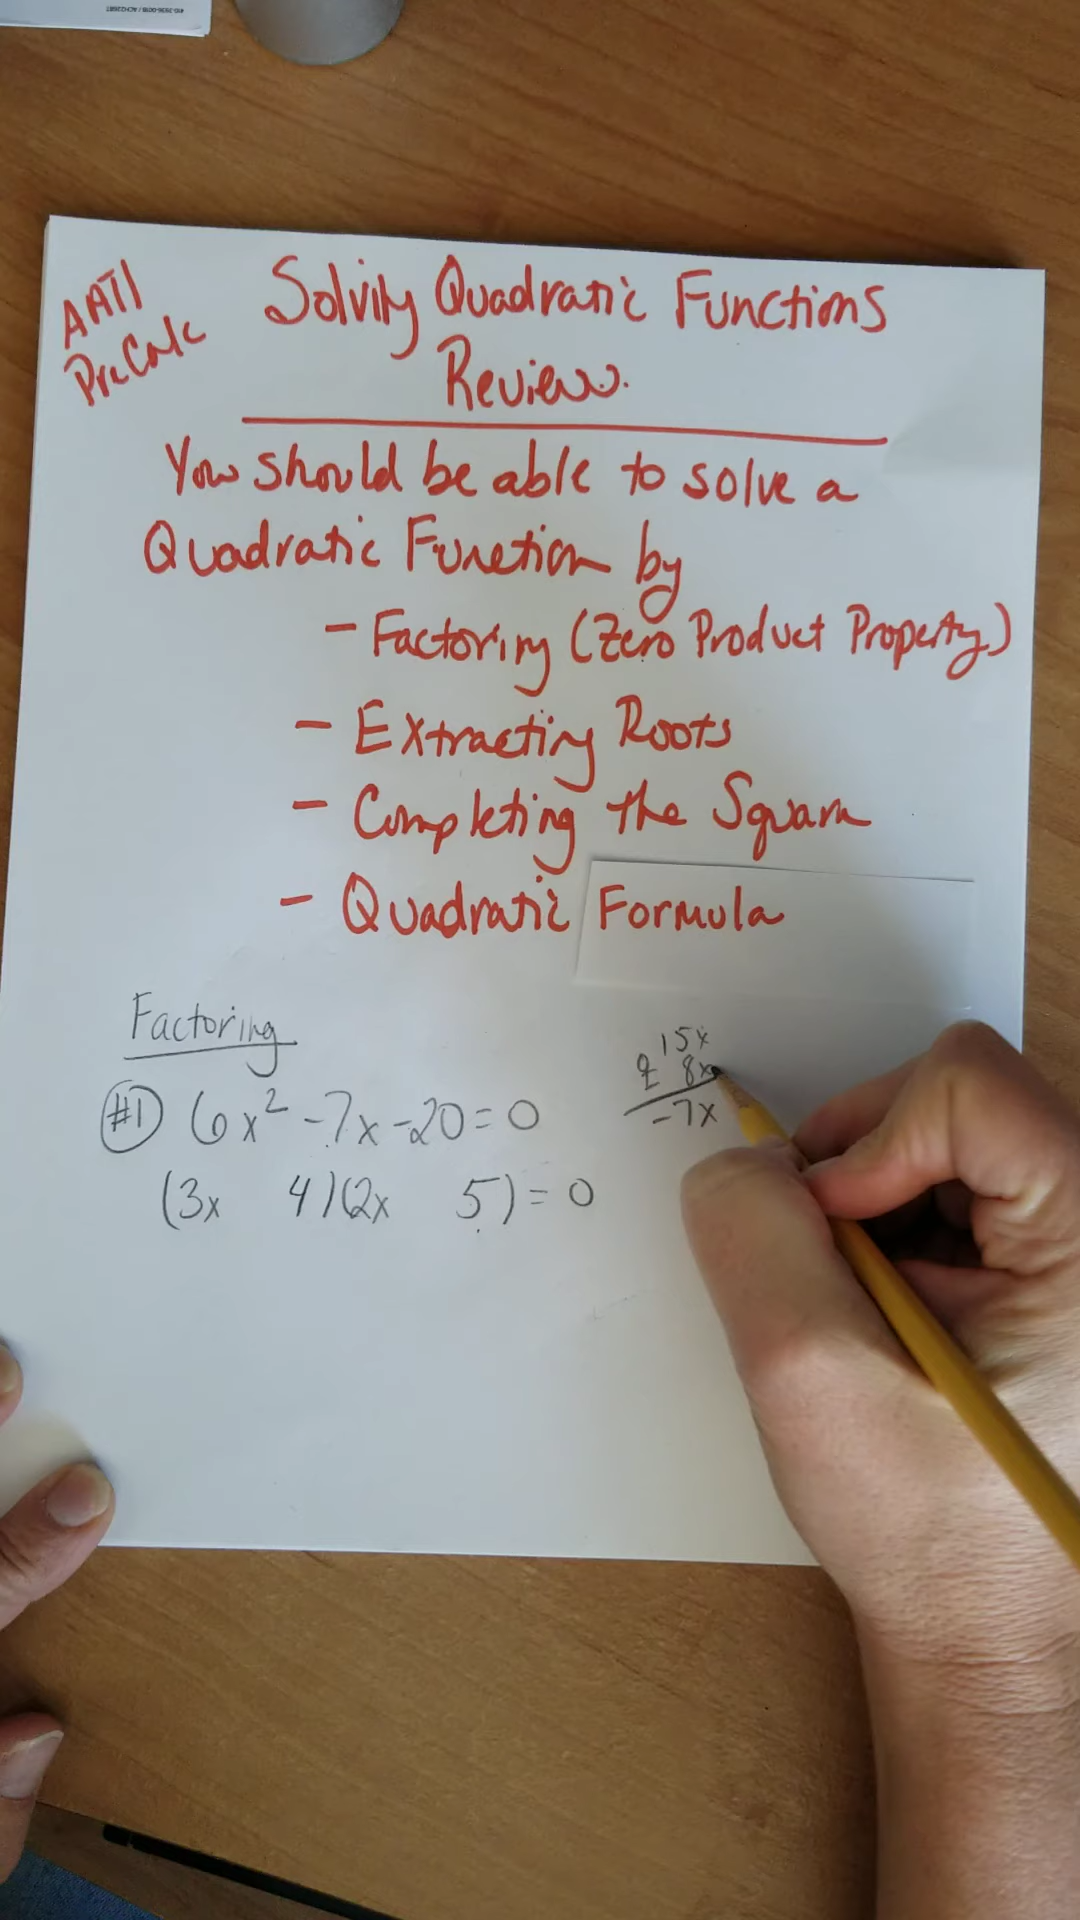 AATI
PreCalc
Solving Quadratic Functions
Review.
You should be able to solve a
Quadratic Function by
- Factoring (Zero Product Property)
- Extracting Roots
- Completing the Square
- Quadratic Formula
Factoring
#1 6x² -7x -20 = 0
(3x 4)(2x 5) = 0
15x
8x
-7x